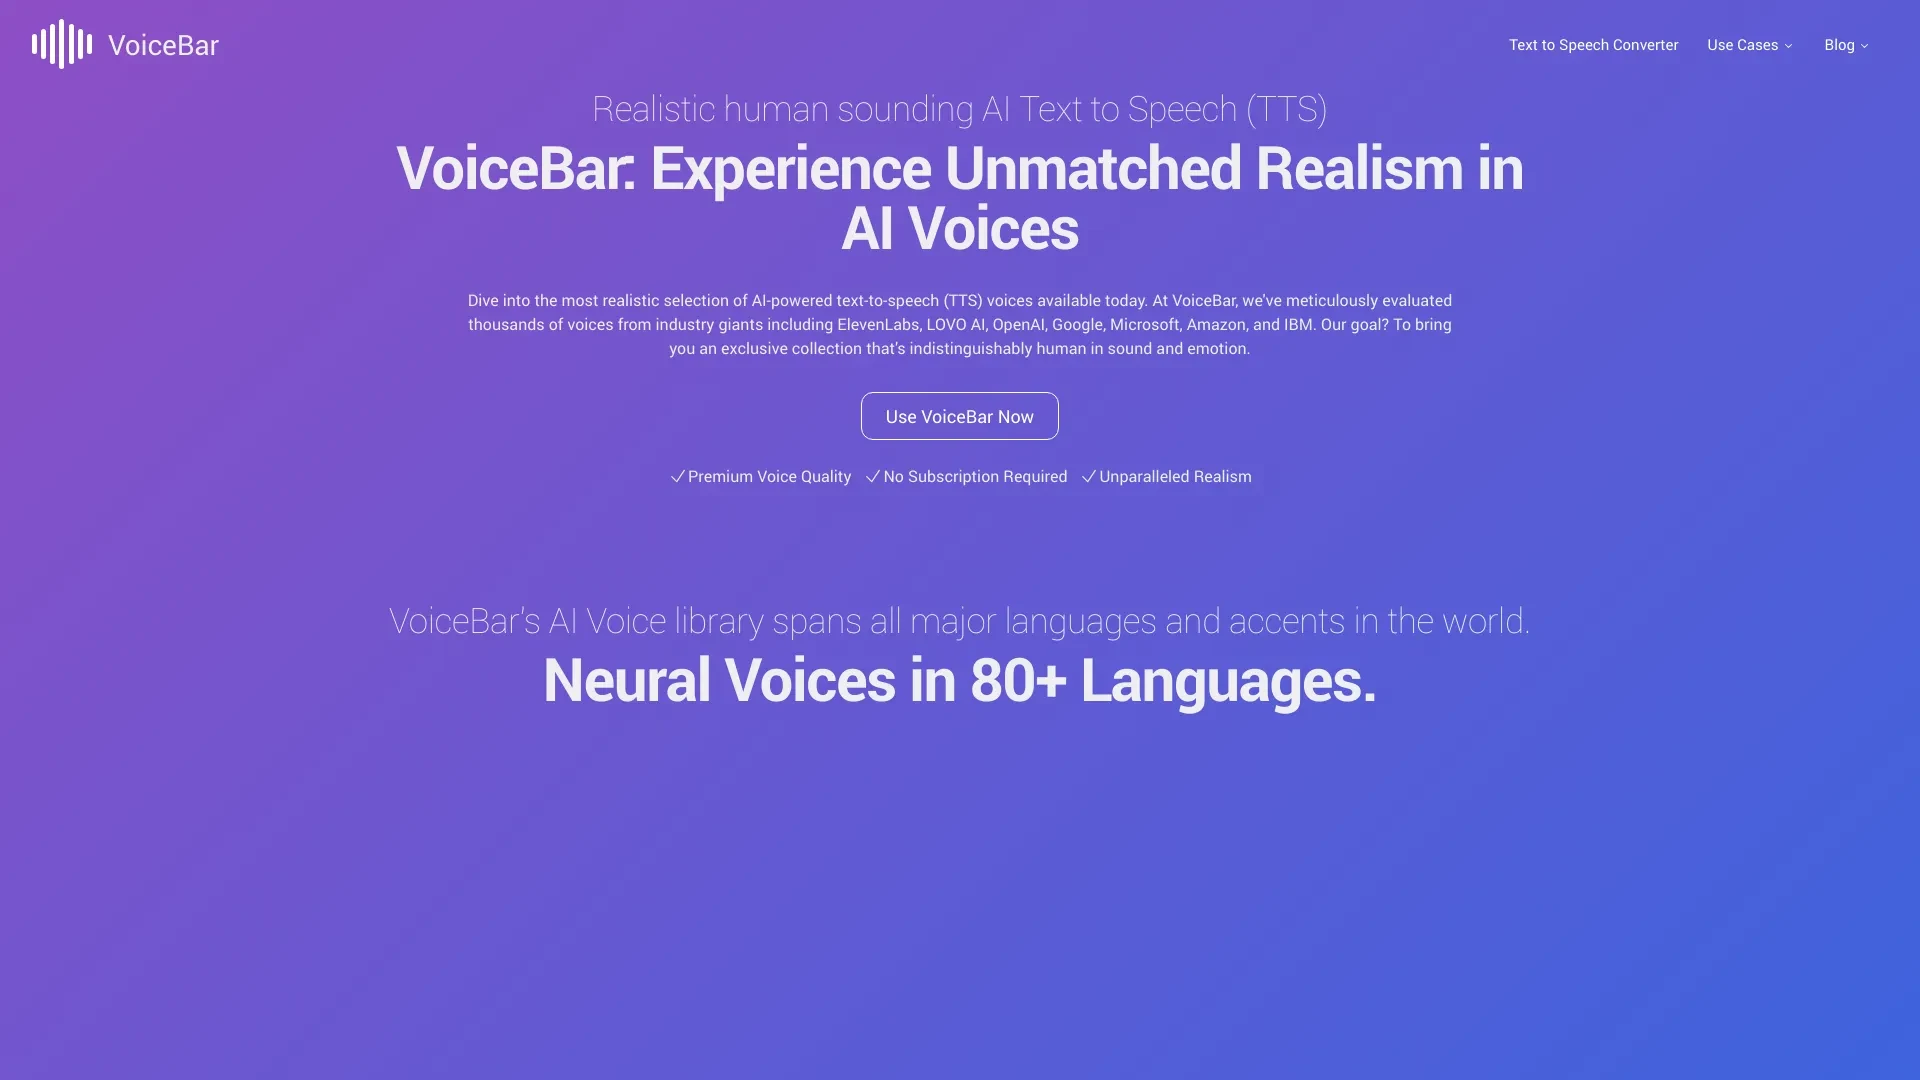 VoiceBar
Text to Speech Converter
Use Cases
Blog
Realistic human sounding AI Text to Speech (TTS)
VoiceBar: Experience Unmatched Realism in
AI Voices
Dive into the most realistic selection of AI-powered text-to-speech (TTS) voices available today. At VoiceBar, we've meticulously evaluated
thousands of voices from industry giants including ElevenLabs, LOVO AI, OpenAI, Google, Microsoft, Amazon, and IBM. Our goal? To bring
you an exclusive collection that's indistinguishably human in sound and emotion.
Use VoiceBar Now
Premium Voice Quality
No Subscription Required
Unparalleled Realism
VoiceBar's AI Voice library spans all major languages and accents in the world.
Neural Voices in 80+ Languages.